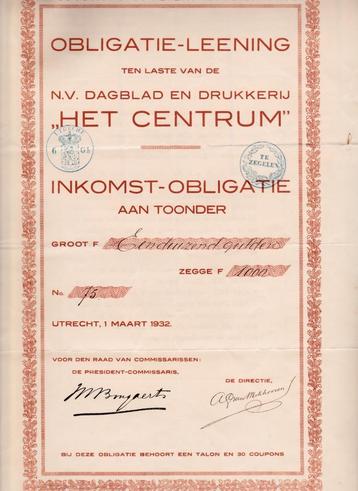 OBLIGATIE-LEENING
TEN LASTE VAN DE
N.V. DAGBLAD EN DRUKKERIJ
„HET CENTRUM”
TE
ZEGELEN
INKOMST-OBLIGATIE
AAN TOONDER
GROOT F Eenduizend gulden
ZEGGE F 1000
No. 75
UTRECHT, 1 MAART 1932.
VOOR DEN RAAD VAN COMMISSARISSEN:
DE PRESIDENT-COMMISSARIS,
DE DIRECTIE,
BIJ DEZE OBLIGATIE BEHOORT EEN TALON EN 30 COUPONS